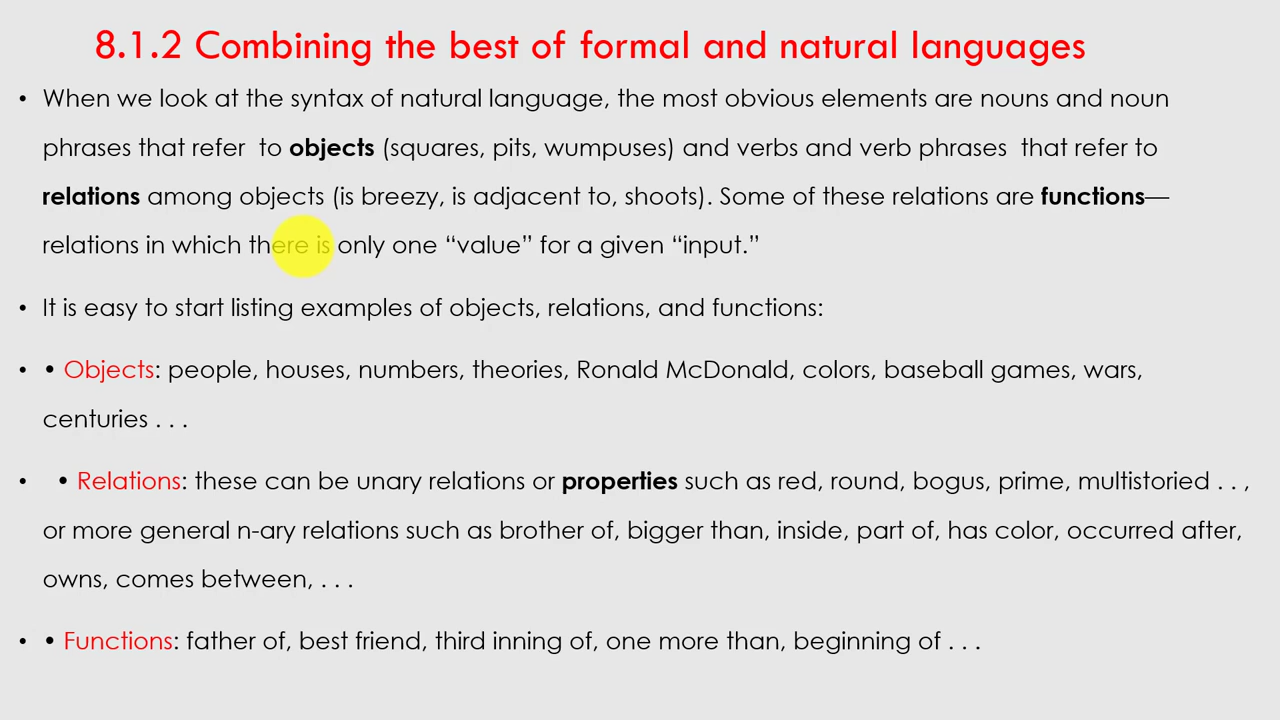 8.1.2 Combining the best of formal and natural languages
• When we look at the syntax of natural language, the most obvious elements are nouns and noun
phrases that refer to objects (squares, pits, wumpuses) and verbs and verb phrases that refer to
relations among objects (is breezy, is adjacent to, shoots). Some of these relations are functions—
relations in which there is only one “value” for a given “input.”
• It is easy to start listing examples of objects, relations, and functions:
• • Objects: people, houses, numbers, theories, Ronald McDonald, colors, baseball games, wars,
centuries . . .
• • Relations: these can be unary relations or properties such as red, round, bogus, prime, multistoried . . ,
or more general n-ary relations such as brother of, bigger than, inside, part of, has color, occurred after,
owns, comes between, . . .
• • Functions: father of, best friend, third inning of, one more than, beginning of . . .